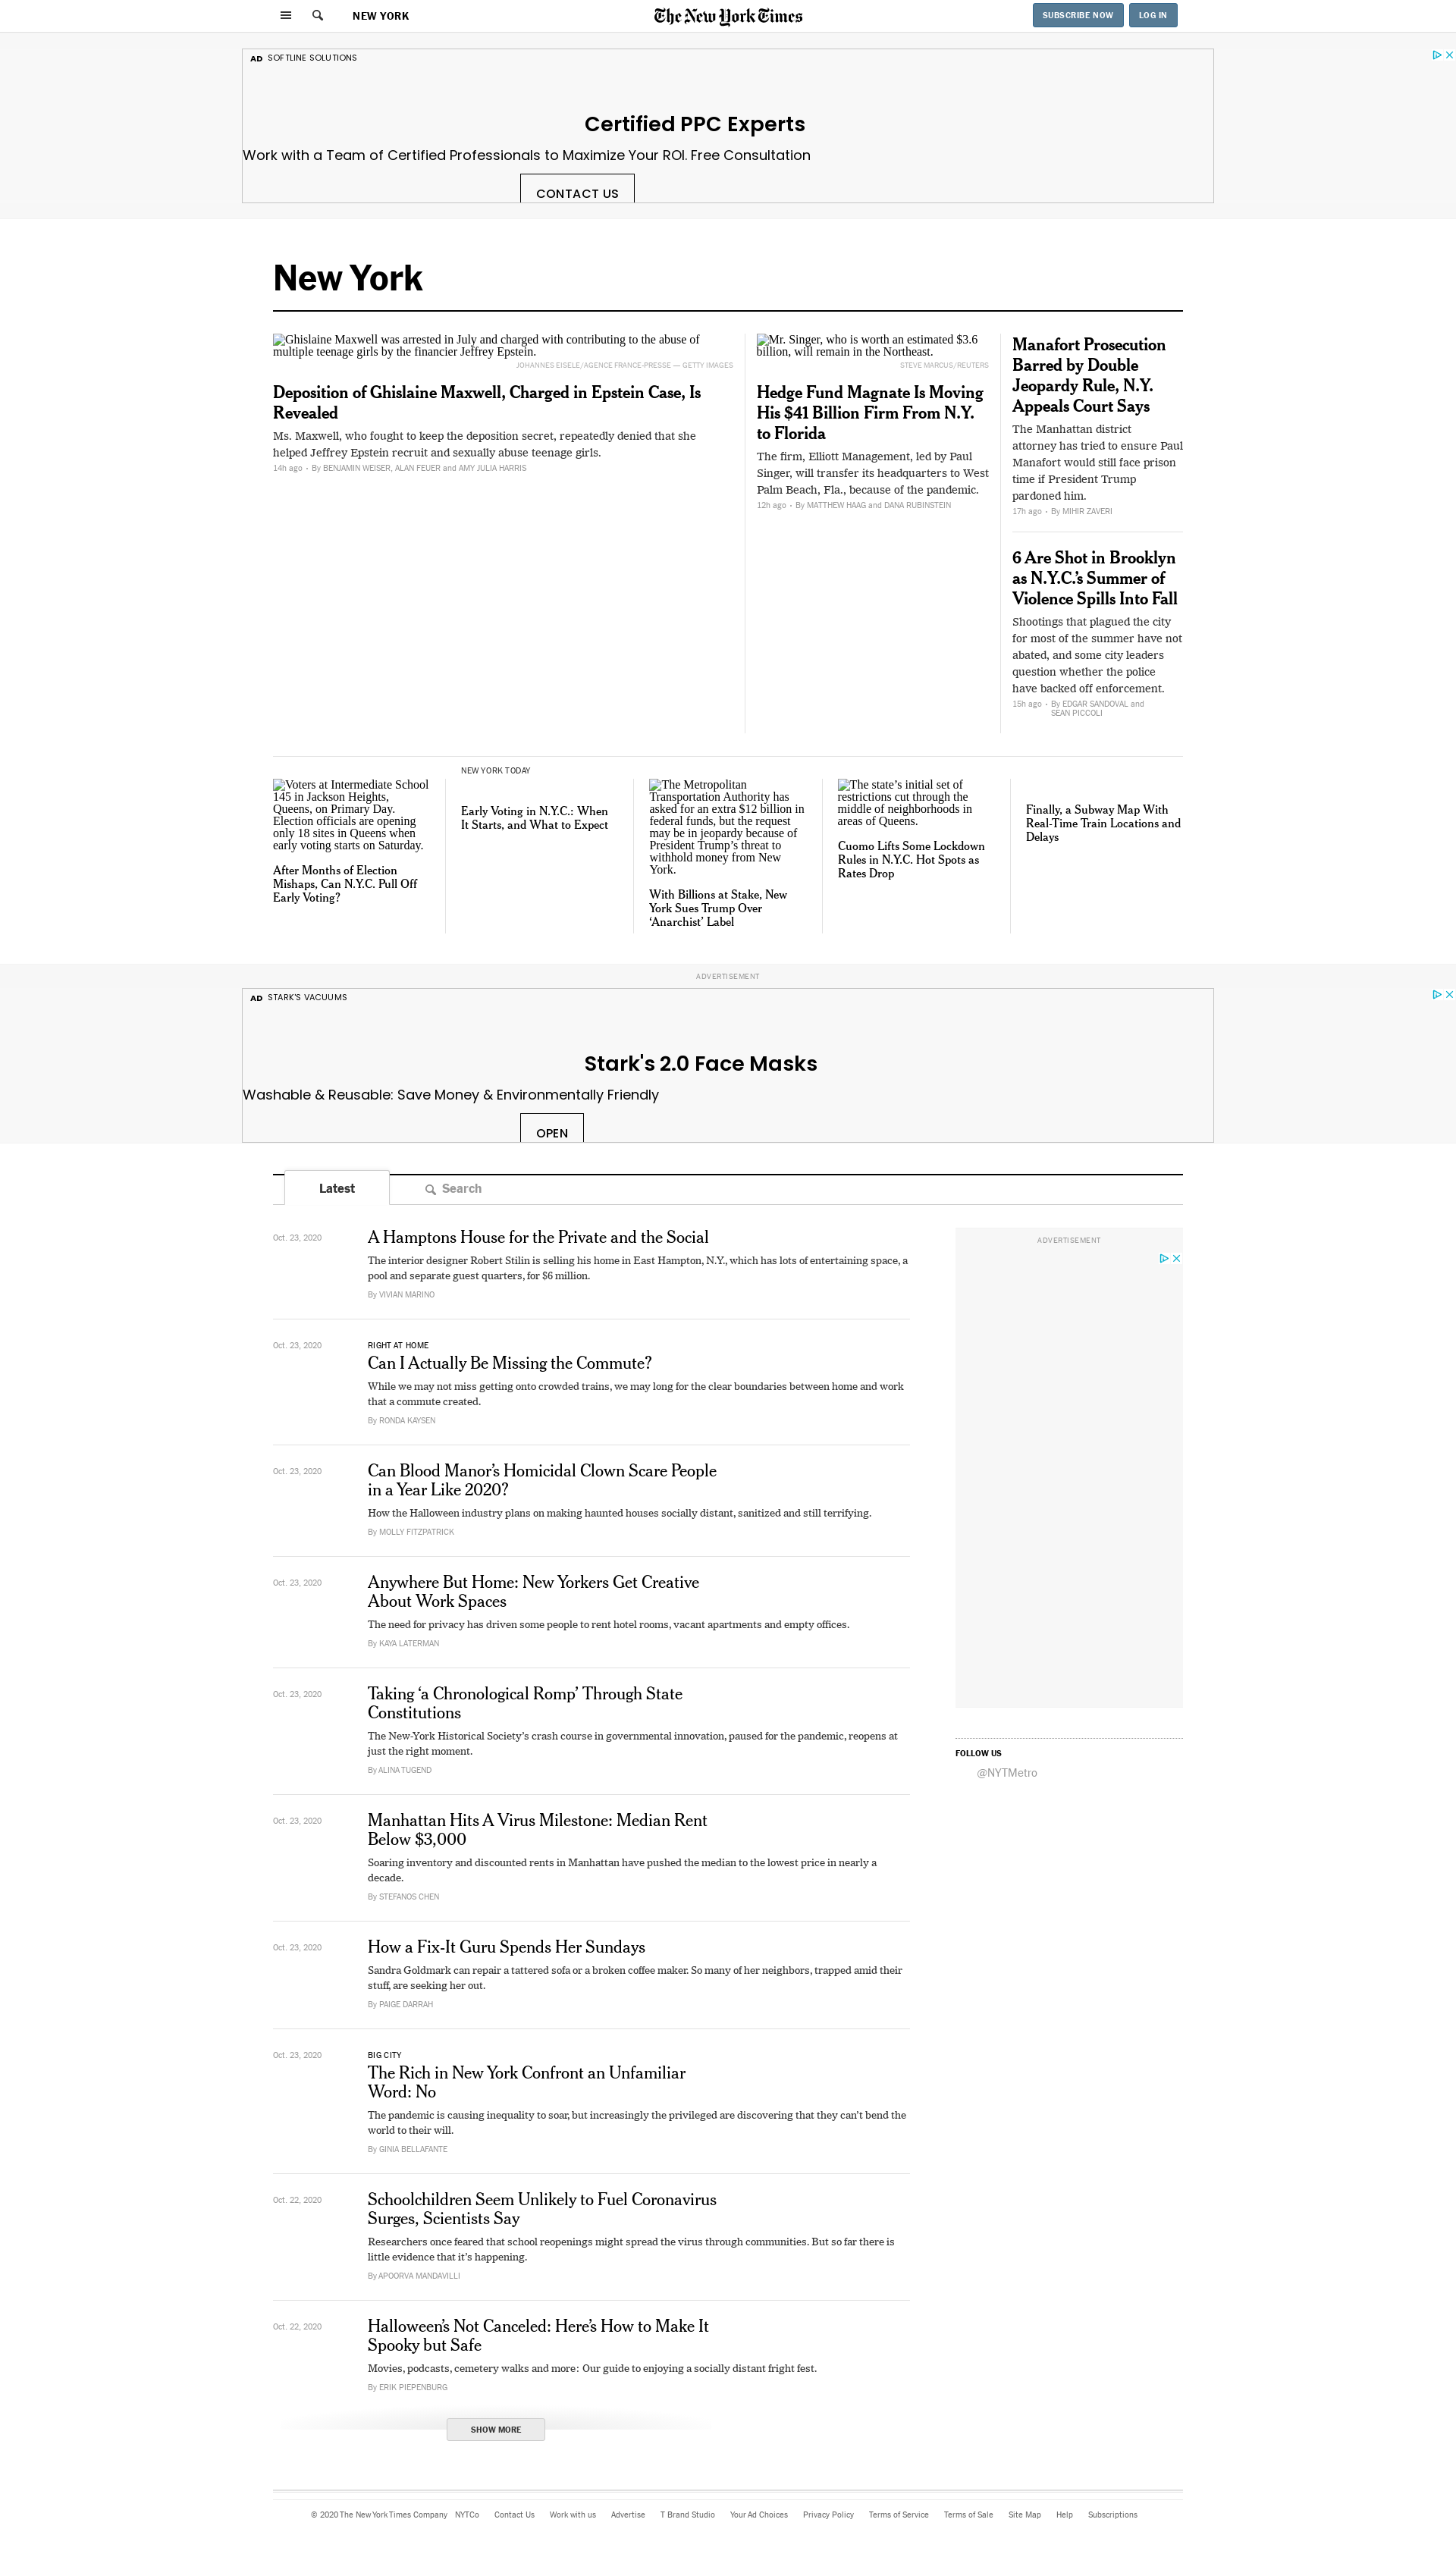 NEW YORK
The New York Times
SUBSCRIBE NOW
LOG IN
AD SOFTLINE SOLUTIONS
Certified PPC Experts
Work with a Team of Certified Professionals to Maximize Your ROI. Free Consultation
CONTACT US
New York
Ghislaine Maxwell was arrested in July and charged with contributing to the abuse of
multiple teenage girls by the financier Jeffrey Epstein.
JOHANNES EISELE/AGENCE FRANCE-PRESSE — GETTY IMAGES
Deposition of Ghislaine Maxwell, Charged in Epstein Case, Is
Revealed
Ms. Maxwell, who fought to keep the deposition secret, repeatedly denied that she
helped Jeffrey Epstein recruit and sexually abuse teenage girls.
14h ago • By BENJAMIN WEISER, ALAN FEUER and AMY JULIA HARRIS
Mr. Singer, who is worth an estimated $3.6
billion, will remain in the Northeast.
STEVE MARCUS/REUTERS
Hedge Fund Magnate Is Moving
His $41 Billion Firm From N.Y.
to Florida
The firm, Elliott Management, led by Paul
Singer, will transfer its headquarters to West
Palm Beach, Fla., because of the pandemic.
12h ago • By MATTHEW HAAG and DANA RUBINSTEIN
Manafort Prosecution
Barred by Double
Jeopardy Rule, N.Y.
Appeals Court Says
The Manhattan district
attorney has tried to ensure Paul
Manafort would still face prison
time if President Trump
pardoned him.
17h ago • By MIHIR ZAVERI
6 Are Shot in Brooklyn
as N.Y.C.’s Summer of
Violence Spills Into Fall
Shootings that plagued the city
for most of the summer have not
abated, and some city leaders
question whether the police
have backed off enforcement.
15h ago • By EDGAR SANDOVAL and
SEAN PICCOLI
Voters at Intermediate School
145 in Jackson Heights,
Queens, on Primary Day.
Election officials are opening
only 18 sites in Queens when
early voting starts on Saturday.
After Months of Election
Mishaps, Can N.Y.C. Pull Off
Early Voting?
NEW YORK TODAY
Early Voting in N.Y.C.: When
It Starts, and What to Expect
The Metropolitan
Transportation Authority has
asked for an extra $12 billion in
federal funds, but the request
may be in jeopardy because of
President Trump’s threat to
withhold money from New
York.
With Billions at Stake, New
York Sues Trump Over
‘Anarchist’ Label
The state’s initial set of
restrictions cut through the
middle of neighborhoods in
areas of Queens.
Cuomo Lifts Some Lockdown
Rules in N.Y.C. Hot Spots as
Rates Drop
Finally, a Subway Map With
Real-Time Train Locations and
Delays
ADVERTISEMENT
AD STARK'S VACUUMS
Stark's 2.0 Face Masks
Washable & Reusable: Save Money & Environmentally Friendly
OPEN
Latest
Search
Oct. 23, 2020
A Hamptons House for the Private and the Social
The interior designer Robert Stilin is selling his home in East Hampton, N.Y., which has lots of entertaining space, a
pool and separate guest quarters, for $6 million.
By VIVIAN MARINO
Oct. 23, 2020
RIGHT AT HOME
Can I Actually Be Missing the Commute?
While we may not miss getting onto crowded trains, we may long for the clear boundaries between home and work
that a commute created.
By RONDA KAYSEN
Oct. 23, 2020
Can Blood Manor’s Homicidal Clown Scare People
in a Year Like 2020?
How the Halloween industry plans on making haunted houses socially distant, sanitized and still terrifying.
By MOLLY FITZPATRICK
Oct. 23, 2020
Anywhere But Home: New Yorkers Get Creative
About Work Spaces
The need for privacy has driven some people to rent hotel rooms, vacant apartments and empty offices.
By KAYA LATERMAN
Oct. 23, 2020
Taking ‘a Chronological Romp’ Through State
Constitutions
The New-York Historical Society’s crash course in governmental innovation, paused for the pandemic, reopens at
just the right moment.
By ALINA TUGEND
Oct. 23, 2020
Manhattan Hits A Virus Milestone: Median Rent
Below $3,000
Soaring inventory and discounted rents in Manhattan have pushed the median to the lowest price in nearly a
decade.
By STEFANOS CHEN
Oct. 23, 2020
How a Fix-It Guru Spends Her Sundays
Sandra Goldmark can repair a tattered sofa or a broken coffee maker. So many of her neighbors, trapped amid their
stuff, are seeking her out.
By PAIGE DARRAH
Oct. 23, 2020
BIG CITY
The Rich in New York Confront an Unfamiliar
Word: No
The pandemic is causing inequality to soar, but increasingly the privileged are discovering that they can’t bend the
world to their will.
By GINIA BELLAFANTE
Oct. 22, 2020
Schoolchildren Seem Unlikely to Fuel Coronavirus
Surges, Scientists Say
Researchers once feared that school reopenings might spread the virus through communities. But so far there is
little evidence that it’s happening.
By APOORVA MANDAVILLI
Oct. 22, 2020
Halloween’s Not Canceled: Here’s How to Make It
Spooky but Safe
Movies, podcasts, cemetery walks and more: Our guide to enjoying a socially distant fright fest.
By ERIK PIEPENBURG
SHOW MORE
ADVERTISEMENT
FOLLOW US
@NYTMetro
© 2020 The New York Times Company NYTCo Contact Us Work with us Advertise T Brand Studio Your Ad Choices Privacy Policy Terms of Service Terms of Sale Site Map Help Subscriptions